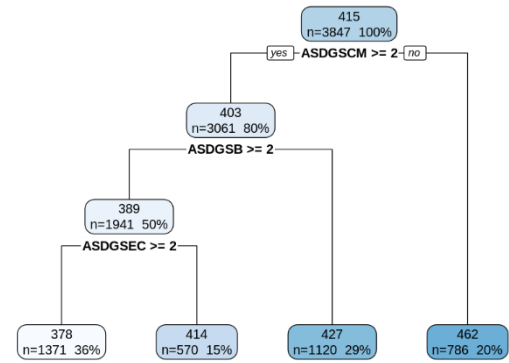 415
n=3847 100%
yes ASDGSCM >= 2 no
403
n=3061 80%
ASDGSB >= 2
389
n=1941 50%
ASDGSEC >= 2
378
n=1371 36%
414
n=570 15%
427
n=1120 29%
462
n=786 20%